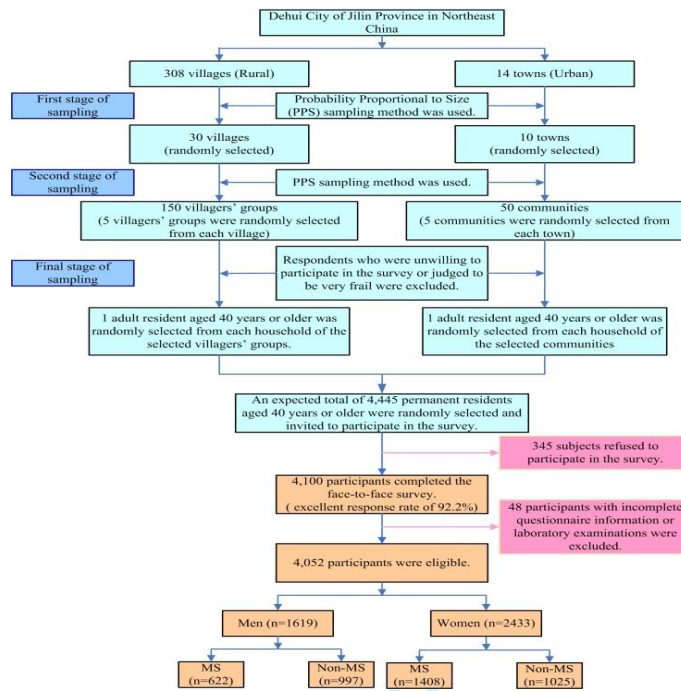 Dehui City of Jilin Province in Northeast
China
308 villages (Rural)
14 towns (Urban)
First stage of
sampling
Probability Proportional to Size
(PPS) sampling method was used.
30 villages
(randomly selected)
10 towns
(randomly selected)
Second stage of
sampling
PPS sampling method was used.
150 villagers’ groups
(5 villagers’ groups were randomly selected
from each village)
50 communities
(5 communities were randomly selected from
each town)
Final stage of
sampling
Respondents who were unwilling to
participate in the survey or judged to
be very frail were excluded.
1 adult resident aged 40 years or older was
randomly selected from each household of the
selected villagers’ groups.
1 adult resident aged 40 years or older was
randomly selected from each household of
the selected communities
An expected total of 4,445 permanent residents
aged 40 years or older were randomly selected and
invited to participate in the survey.
345 subjects refused to
participate in the survey.
4,100 participants completed the
face-to-face survey.
( excellent response rate of 92.2%)
48 participants with incomplete
questionnaire information or
laboratory examinations were
excluded.
4,052 participants were eligible.
Men (n=1619)
Women (n=2433)
MS
(n=622)
Non-MS
(n=997)
MS
(n=1408)
Non-MS
(n=1025)